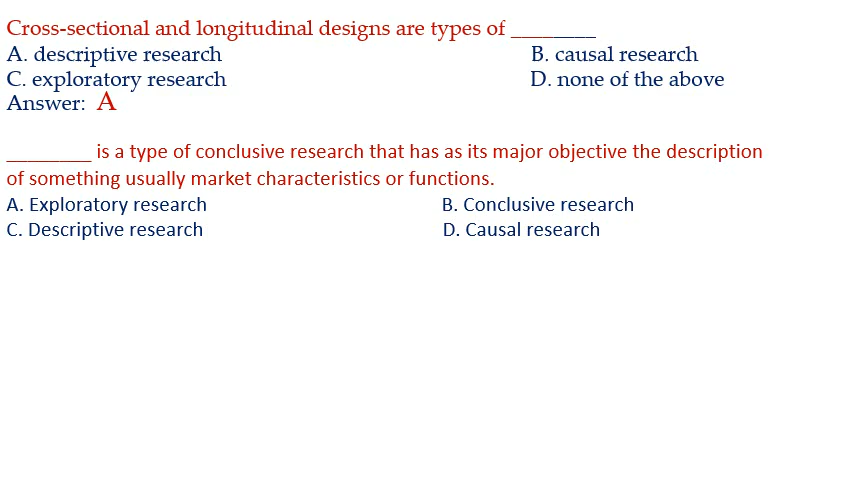 Cross-sectional and longitudinal designs are types of ________
A. descriptive research B. causal research
C. exploratory research D. none of the above
Answer: A
________ is a type of conclusive research that has as its major objective the description
of something usually market characteristics or functions.
A. Exploratory research B. Conclusive research
C. Descriptive research D. Causal research